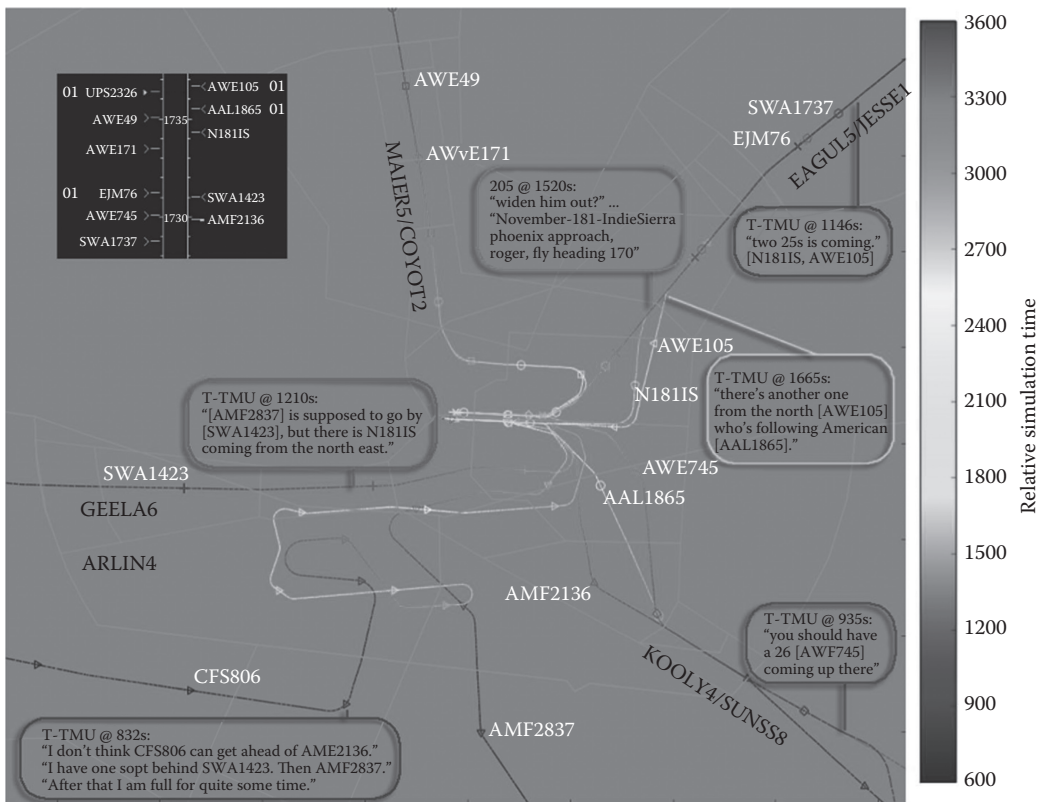 AWE49
AWvE171
MAIER5/COYOT2
SWA1737
EJM76
EAGUL5/JESSE1
01 UPS2326
AWE49
AWE171
01 EJM76
AWE745
SWA1737
1735
1730
AWE105 01
AAL1865 01
N181IS
SWA1423
AMF2136
205 @ 1520s:
“widen him out?” ...
“November-181-IndieSierra
phoenix approach,
roger, fly heading 170”
T-TMU @ 1146s:
“two 25s is coming.”
[N181IS, AWE105]
AWE105
N181IS
T-TMU @ 1665s:
“there’s another one
from the north [AWE105]
who’s following American
[AAL1865].”
T-TMU @ 1210s:
“[AMF2837] is supposed to go by
[SWA1423], but there is N181IS
coming from the north east.”
SWA1423
GEELA6
ARLIN4
AWE745
AAL1865
AMF2136
KOOLY4/SUNSS8
T-TMU @ 935s:
“you should have
a 26 [AWF745]
coming up there”
CFS806
AMF2837
T-TMU @ 832s:
“I don’t think CFS806 can get ahead of AME2136.”
“I have one sopt behind SWA1423. Then AMF2837.”
“After that I am full for quite some time.”
3600
3300
3000
2700
2400
2100
1800
1500
1200
900
600
Relative simulation time